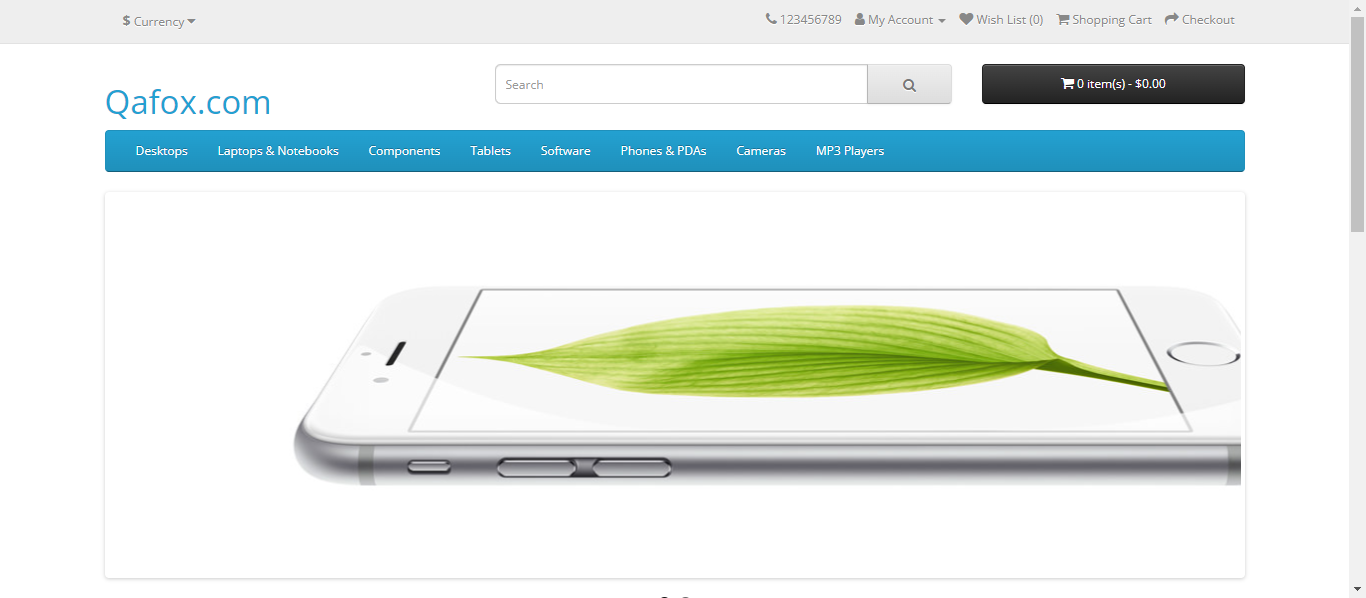 $ Currency
123456789 My Account Wish List (0) Shopping Cart Checkout
Qafox.com
Search
0 item(s) - $0.00
Desktops Laptops & Notebooks Components Tablets Software Phones & PDAs Cameras MP3 Players